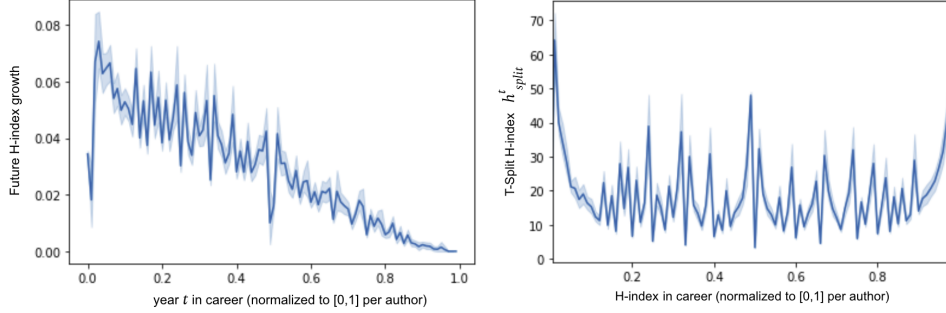 0.08
0.06
0.04
0.02
0.00
Future H-index growth
0.0 0.2 0.4 0.6 0.8 1.0
year t in career (normalized to [0,1] per author)
70
60
50
40
30
20
10
0
T-Split H-index h^t_split
0.2 0.4 0.6 0.8
H-index in career (normalized to [0,1] per author)